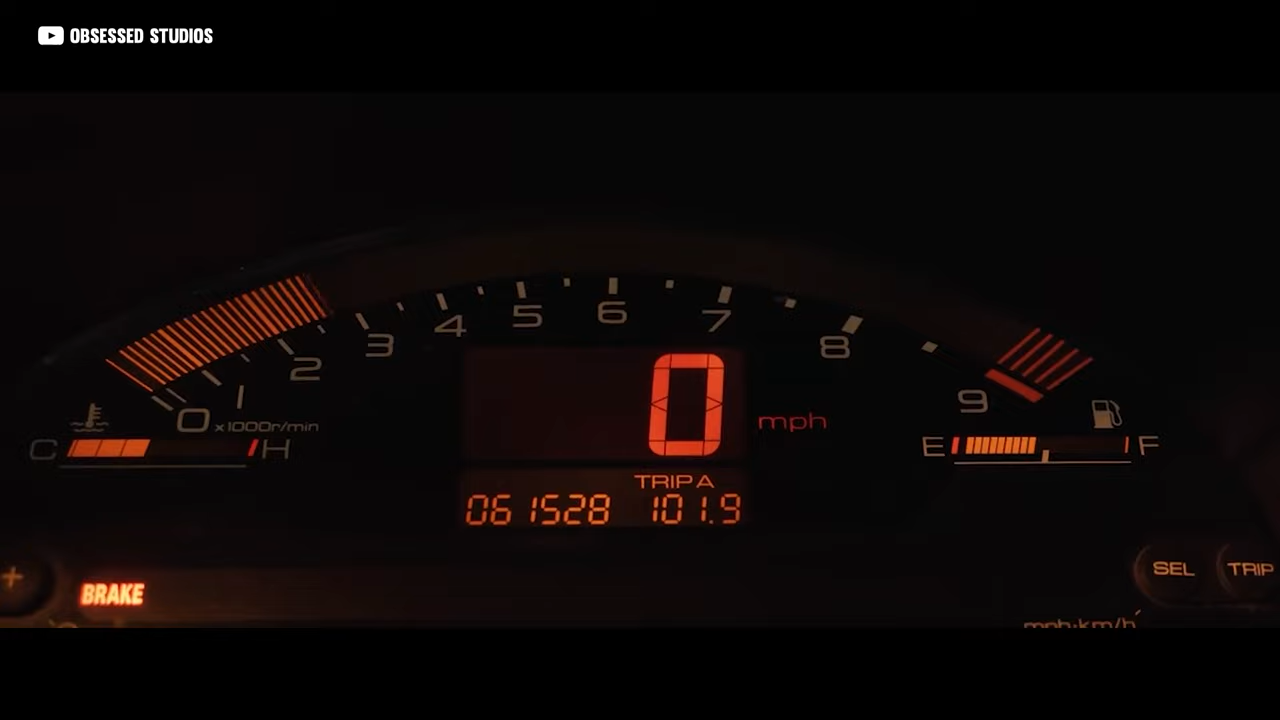 OBSESSED STUDIOS
0 1 2 3 4 5 6 7 8 9
x1000r/min
C H
0 mph
E F
TRIP A
061528 101.9
BRAKE
SEL TRIP
mph·km/h